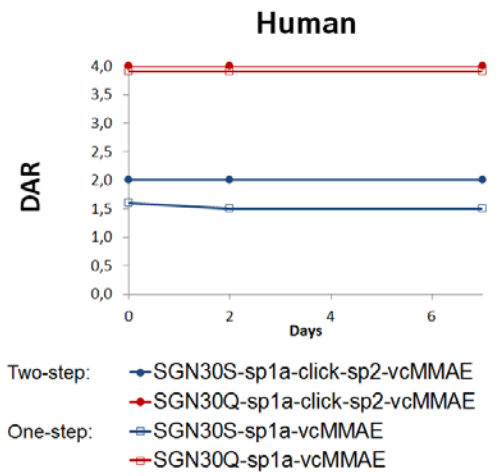 Human
4,0
3,5
3,0
2,5
2,0
1,5
1,0
0,5
0,0
DAR
0 2 4 6
Days
Two-step: SGN30S-sp1a-click-sp2-vcMMAE
SGN30Q-sp1a-click-sp2-vcMMAE
One-step: SGN30S-sp1a-vcMMAE
SGN30Q-sp1a-vcMMAE